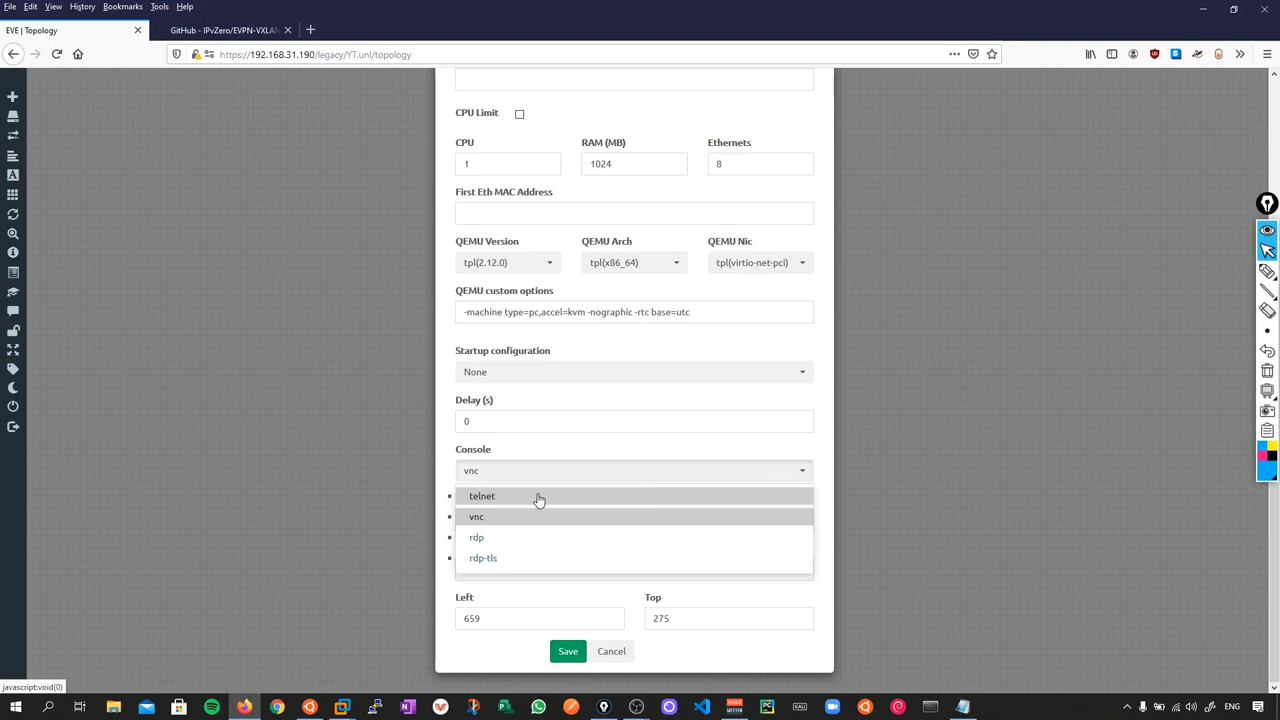 File Edit View History Bookmarks Tools Help
EVE | Topology
GitHub - IPvZero/EVPN-VXLAN
https://192.168.31.190/legacy/YT.unl/topology
CPU Limit
CPU RAM (MB) Ethernets
1 1024 8
First Eth MAC Address
QEMU Version QEMU Arch QEMU Nic
tpl(2.12.0) tpl(x86_64) tpl(virtio-net-pci)
QEMU custom options
-machine type=pc,accel=kvm -nographic -rtc base=utc
Startup configuration
None
Delay (s)
0
Console
vnc
telnet
vnc
rdp
rdp-tls
Left Top
659 275
Save Cancel
javascript:void(0)